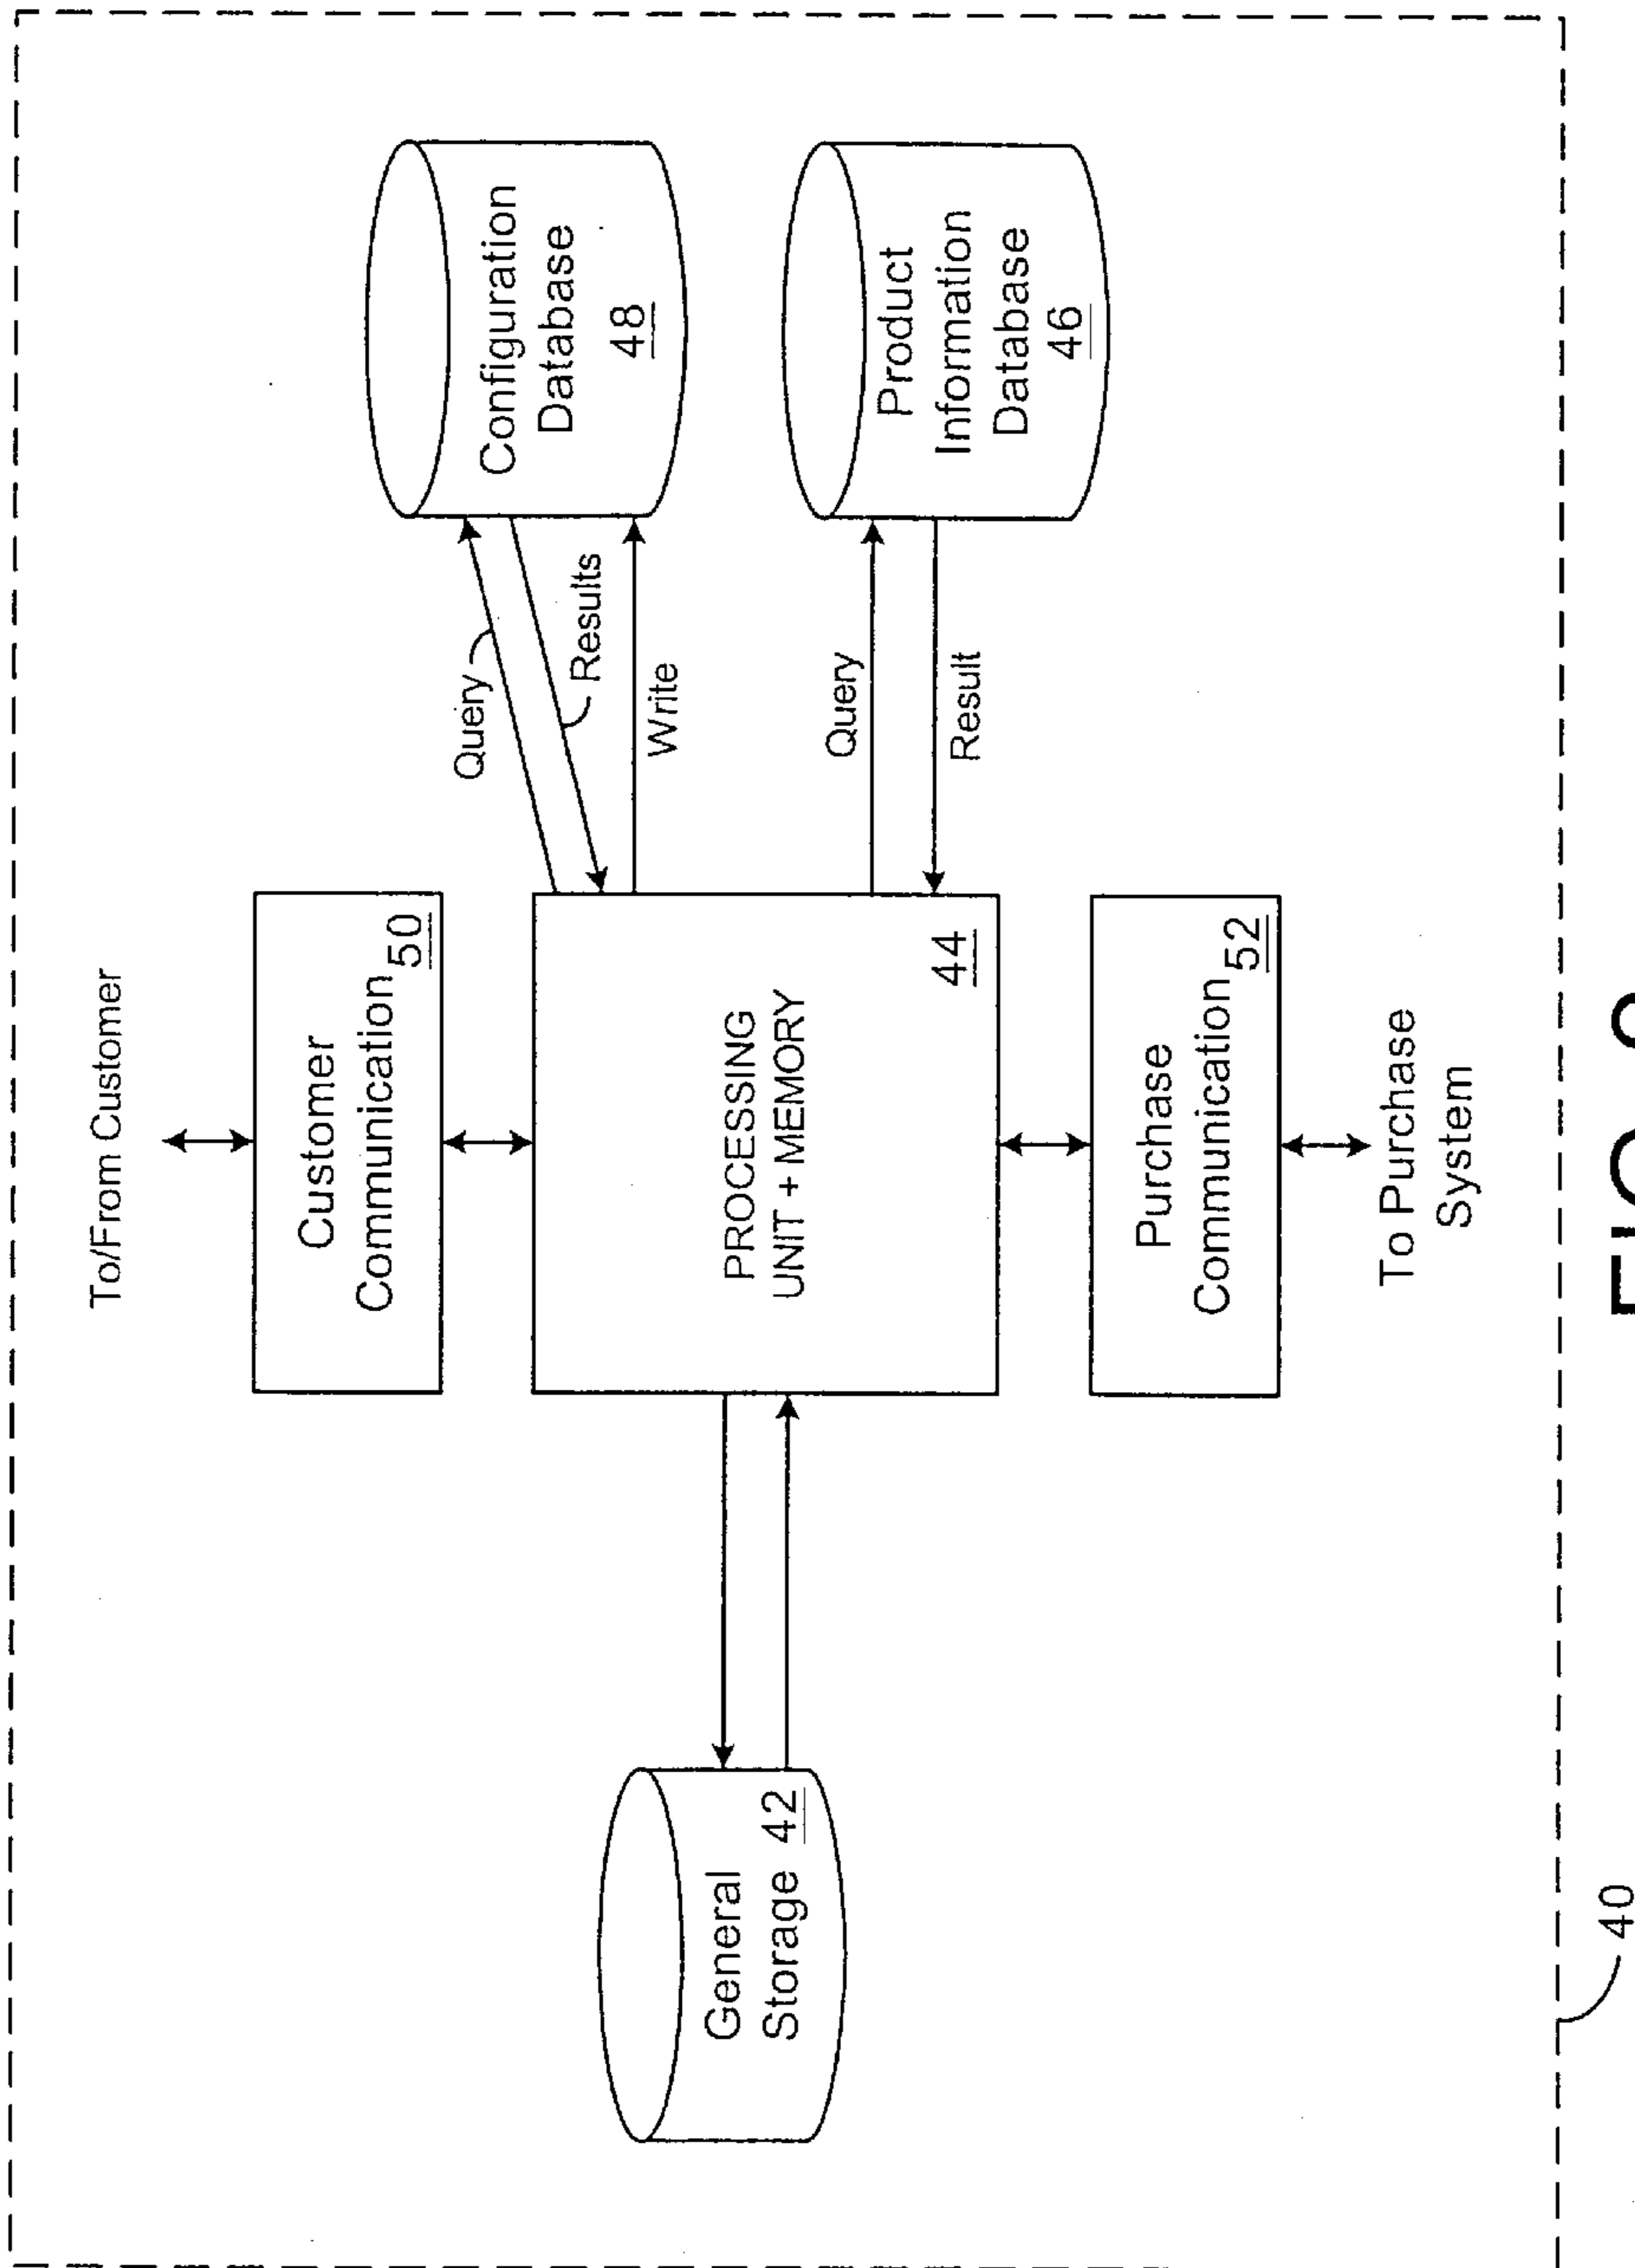 To/From Customer
Customer
Communication 50
Query
Results
Write
Configuration
Database
48
General
Storage 42
PROCESSING
UNIT + MEMORY
44
Query
Result
Product
Information
Database
46
Purchase
Communication 52
To Purchase
System
40